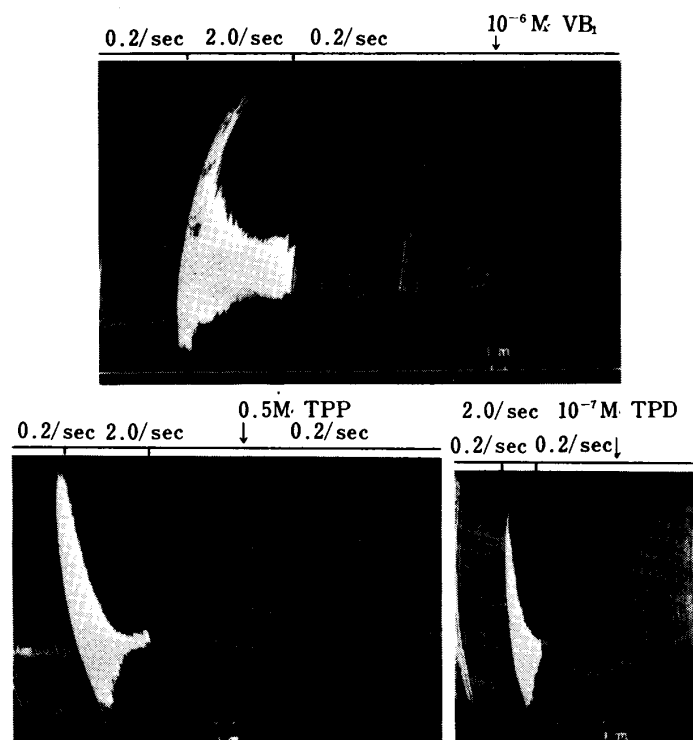 10⁻⁶M· VB₁
0.2/sec 2.0/sec 0.2/sec ↓
m
0.5M· TPP
0.2/sec 2.0/sec ↓ 0.2/sec
2.0/sec 10⁻⁷M· TPD
0.2/sec 0.2/sec↓
m